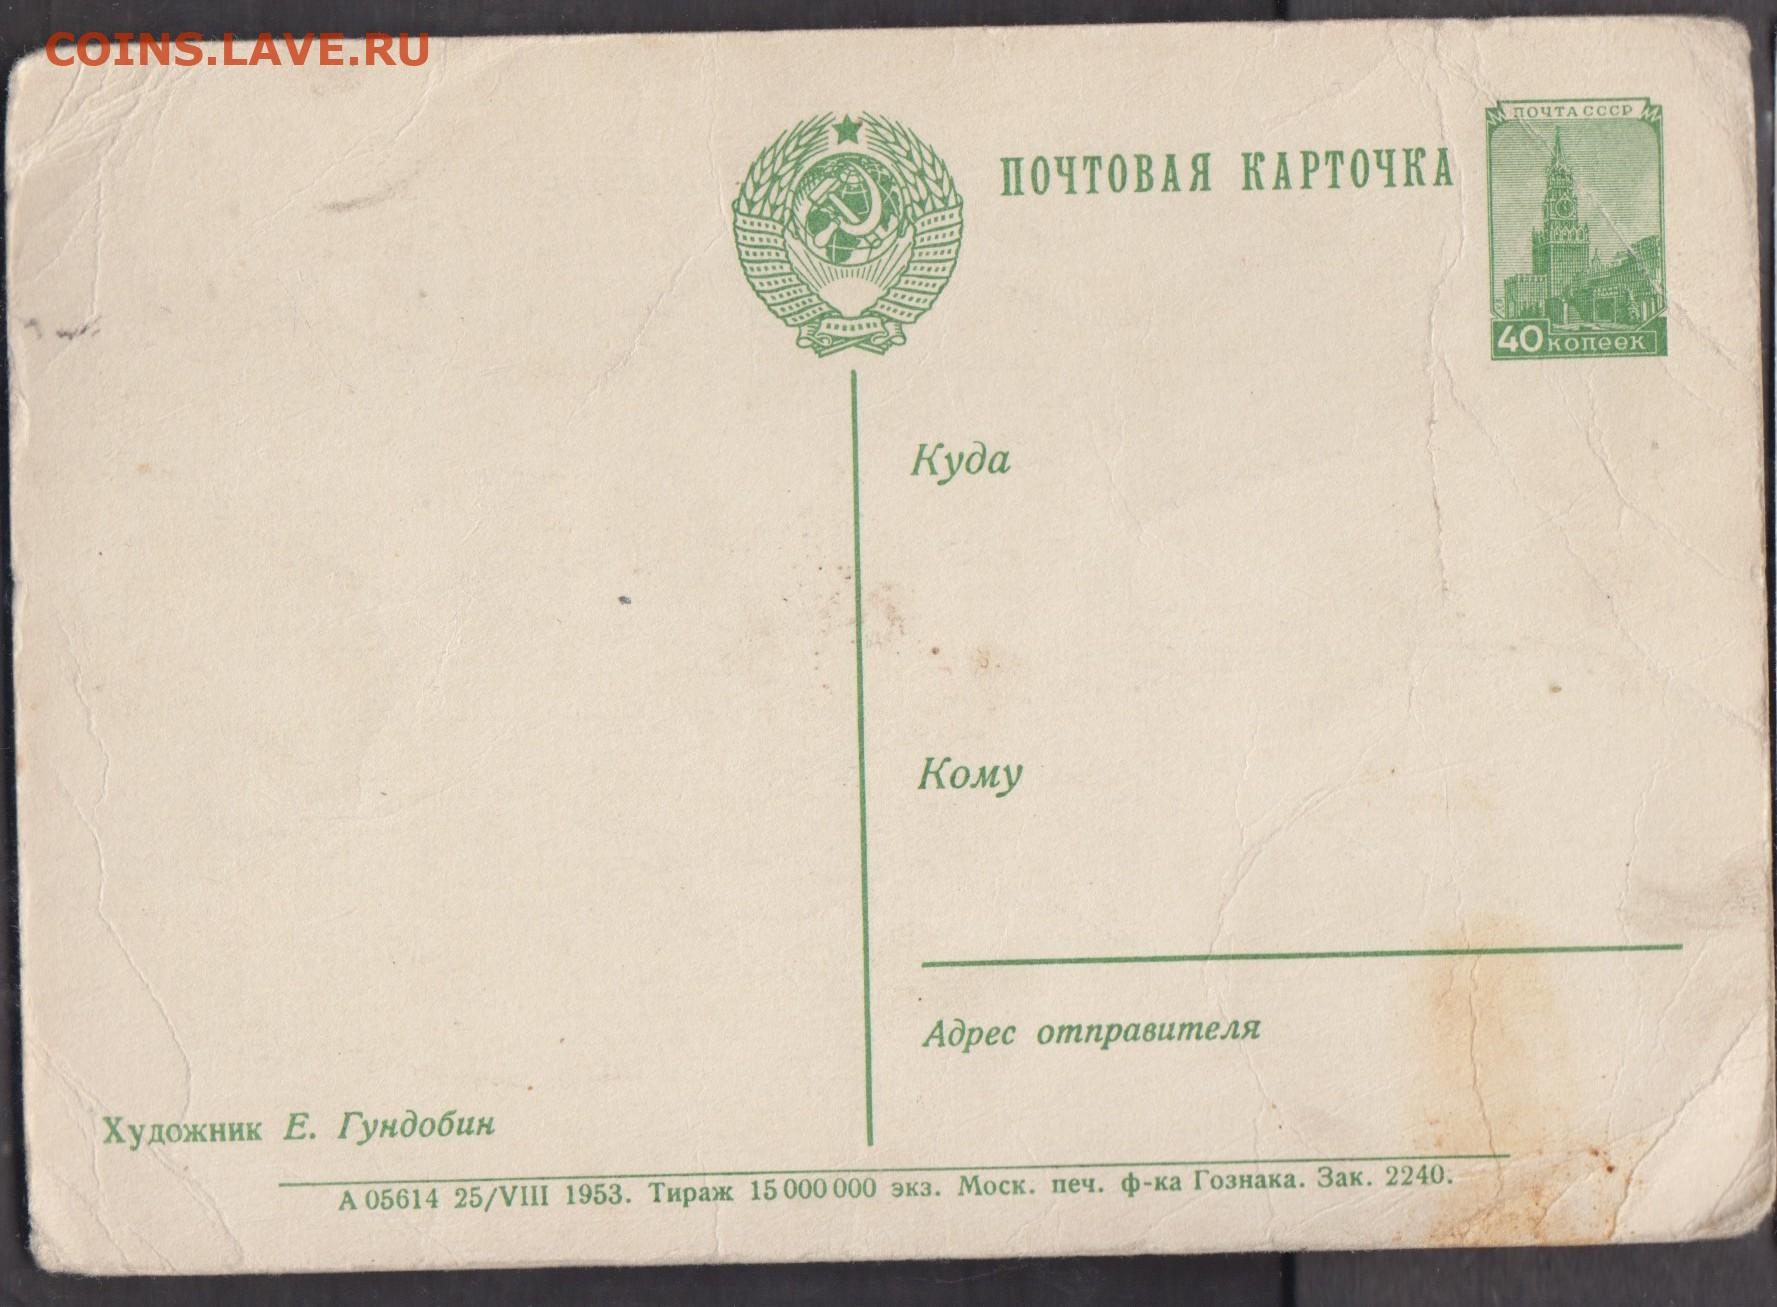 COINS.LAVE.RU
ПОЧТА СССР
ПОЧТОВАЯ КАРТОЧКА
40 копеек
Куда
Кому
Адрес отправителя
Художник Е. Гундобин
А 05614 25/VIII 1953. Тираж 15 000 000 экз. Моск. печ. ф-ка Гознака. Зак. 2240.